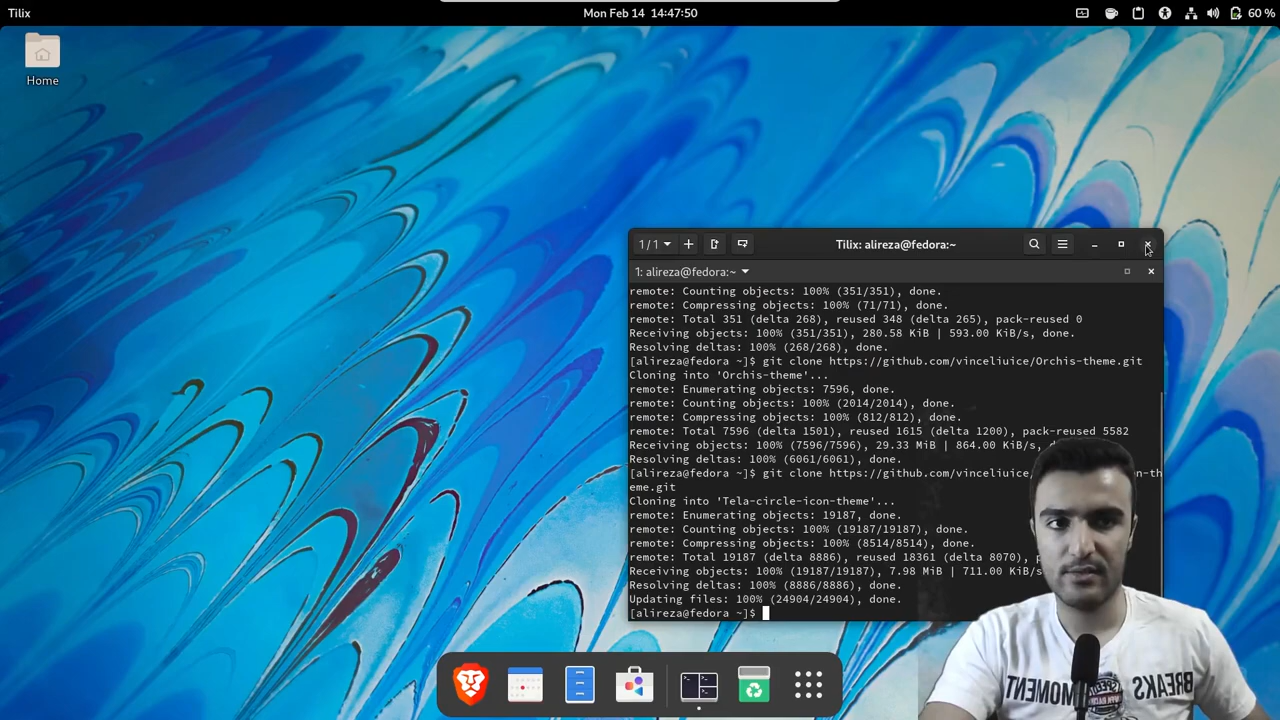 Tilix
Mon Feb 14 14:47:50
60 %
Home
1 / 1
Tilix: alireza@fedora:~
1: alireza@fedora:~
remote: Counting objects: 100% (351/351), done.
remote: Compressing objects: 100% (71/71), done.
remote: Total 351 (delta 268), reused 348 (delta 265), pack-reused 0
Receiving objects: 100% (351/351), 280.58 KiB | 593.00 KiB/s, done.
Resolving deltas: 100% (268/268), done.
[alireza@fedora ~]$ git clone https://github.com/vinceliuice/Orchis-theme.git
Cloning into 'Orchis-theme'...
remote: Enumerating objects: 7596, done.
remote: Counting objects: 100% (2014/2014), done.
remote: Compressing objects: 100% (812/812), done.
remote: Total 7596 (delta 1501), reused 1615 (delta 1200), pack-reused 5582
Receiving objects: 100% (7596/7596), 29.33 MiB | 864.00 KiB/s,
Resolving deltas: 100% (6061/6061), done.
[alireza@fedora ~]$ git clone https://github.com/vinceliuice/
eme.git
Cloning into 'Tela-circle-icon-theme'...
remote: Enumerating objects: 19187, done.
remote: Counting objects: 100% (19187/19187), done.
remote: Compressing objects: 100% (8514/8514), done.
remote: Total 19187 (delta 8886), reused 18361 (delta 8070),
Receiving objects: 100% (19187/19187), 7.98 MiB | 711.00 KiB/s
Resolving deltas: 100% (8886/8886), done.
Updating files: 100% (24904/24904), done.
[alireza@fedora ~]$
BREAKS
MOMENT